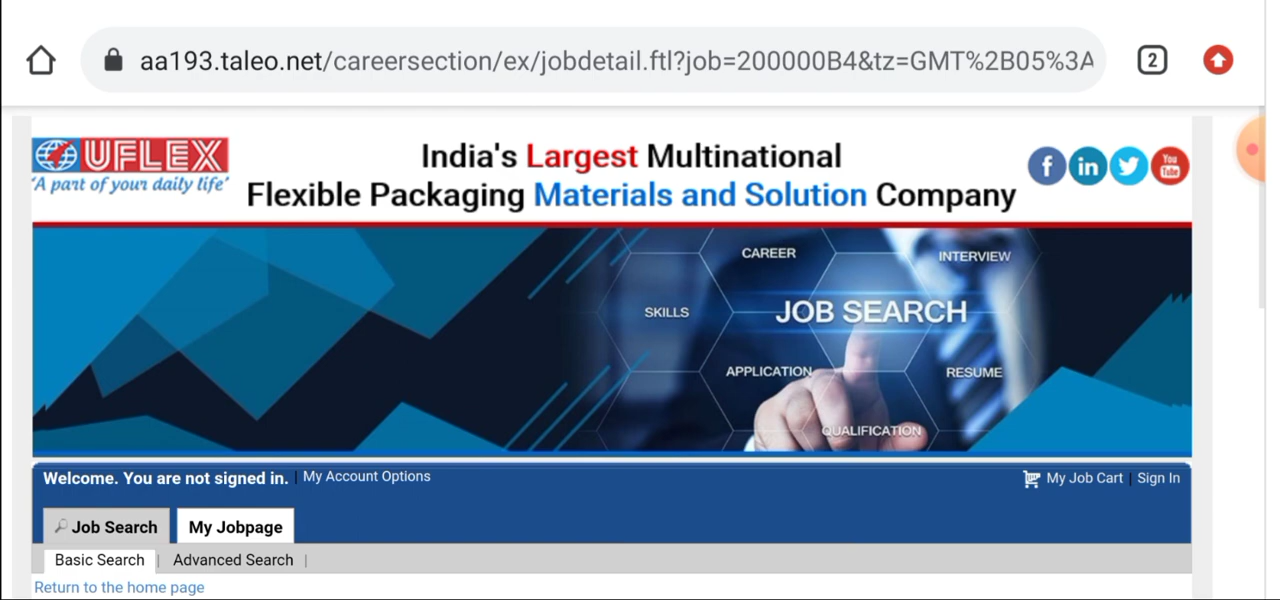 aa193.taleo.net/careersection/ex/jobdetail.ftl?job=200000B4&tz=GMT%2B05%3A
2
UFLEX
'A part of your daily life'
India's Largest Multinational
Flexible Packaging Materials and Solution Company
f in You Tube
CAREER INTERVIEW
SKILLS JOB SEARCH
APPLICATION RESUME
QUALIFICATION
Welcome. You are not signed in. | My Account Options My Job Cart | Sign In
Job Search My Jobpage
Basic Search | Advanced Search |
Return to the home page